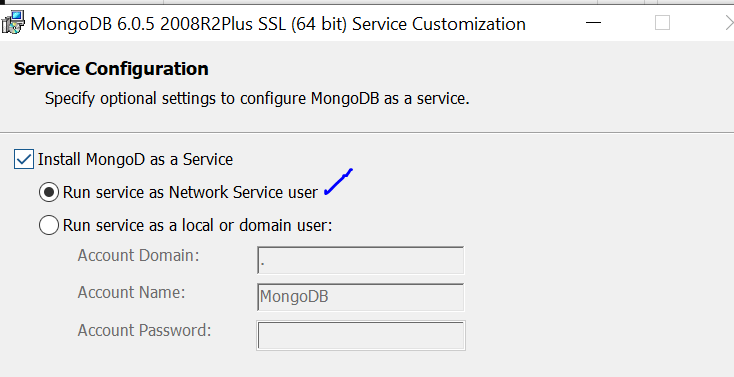 MongoDB 6.0.5 2008R2Plus SSL (64 bit) Service Customization
Service Configuration
Specify optional settings to configure MongoDB as a service.
Install MongoD as a Service
Run service as Network Service user
Run service as a local or domain user:
Account Domain:
.
Account Name:
MongoDB
Account Password: